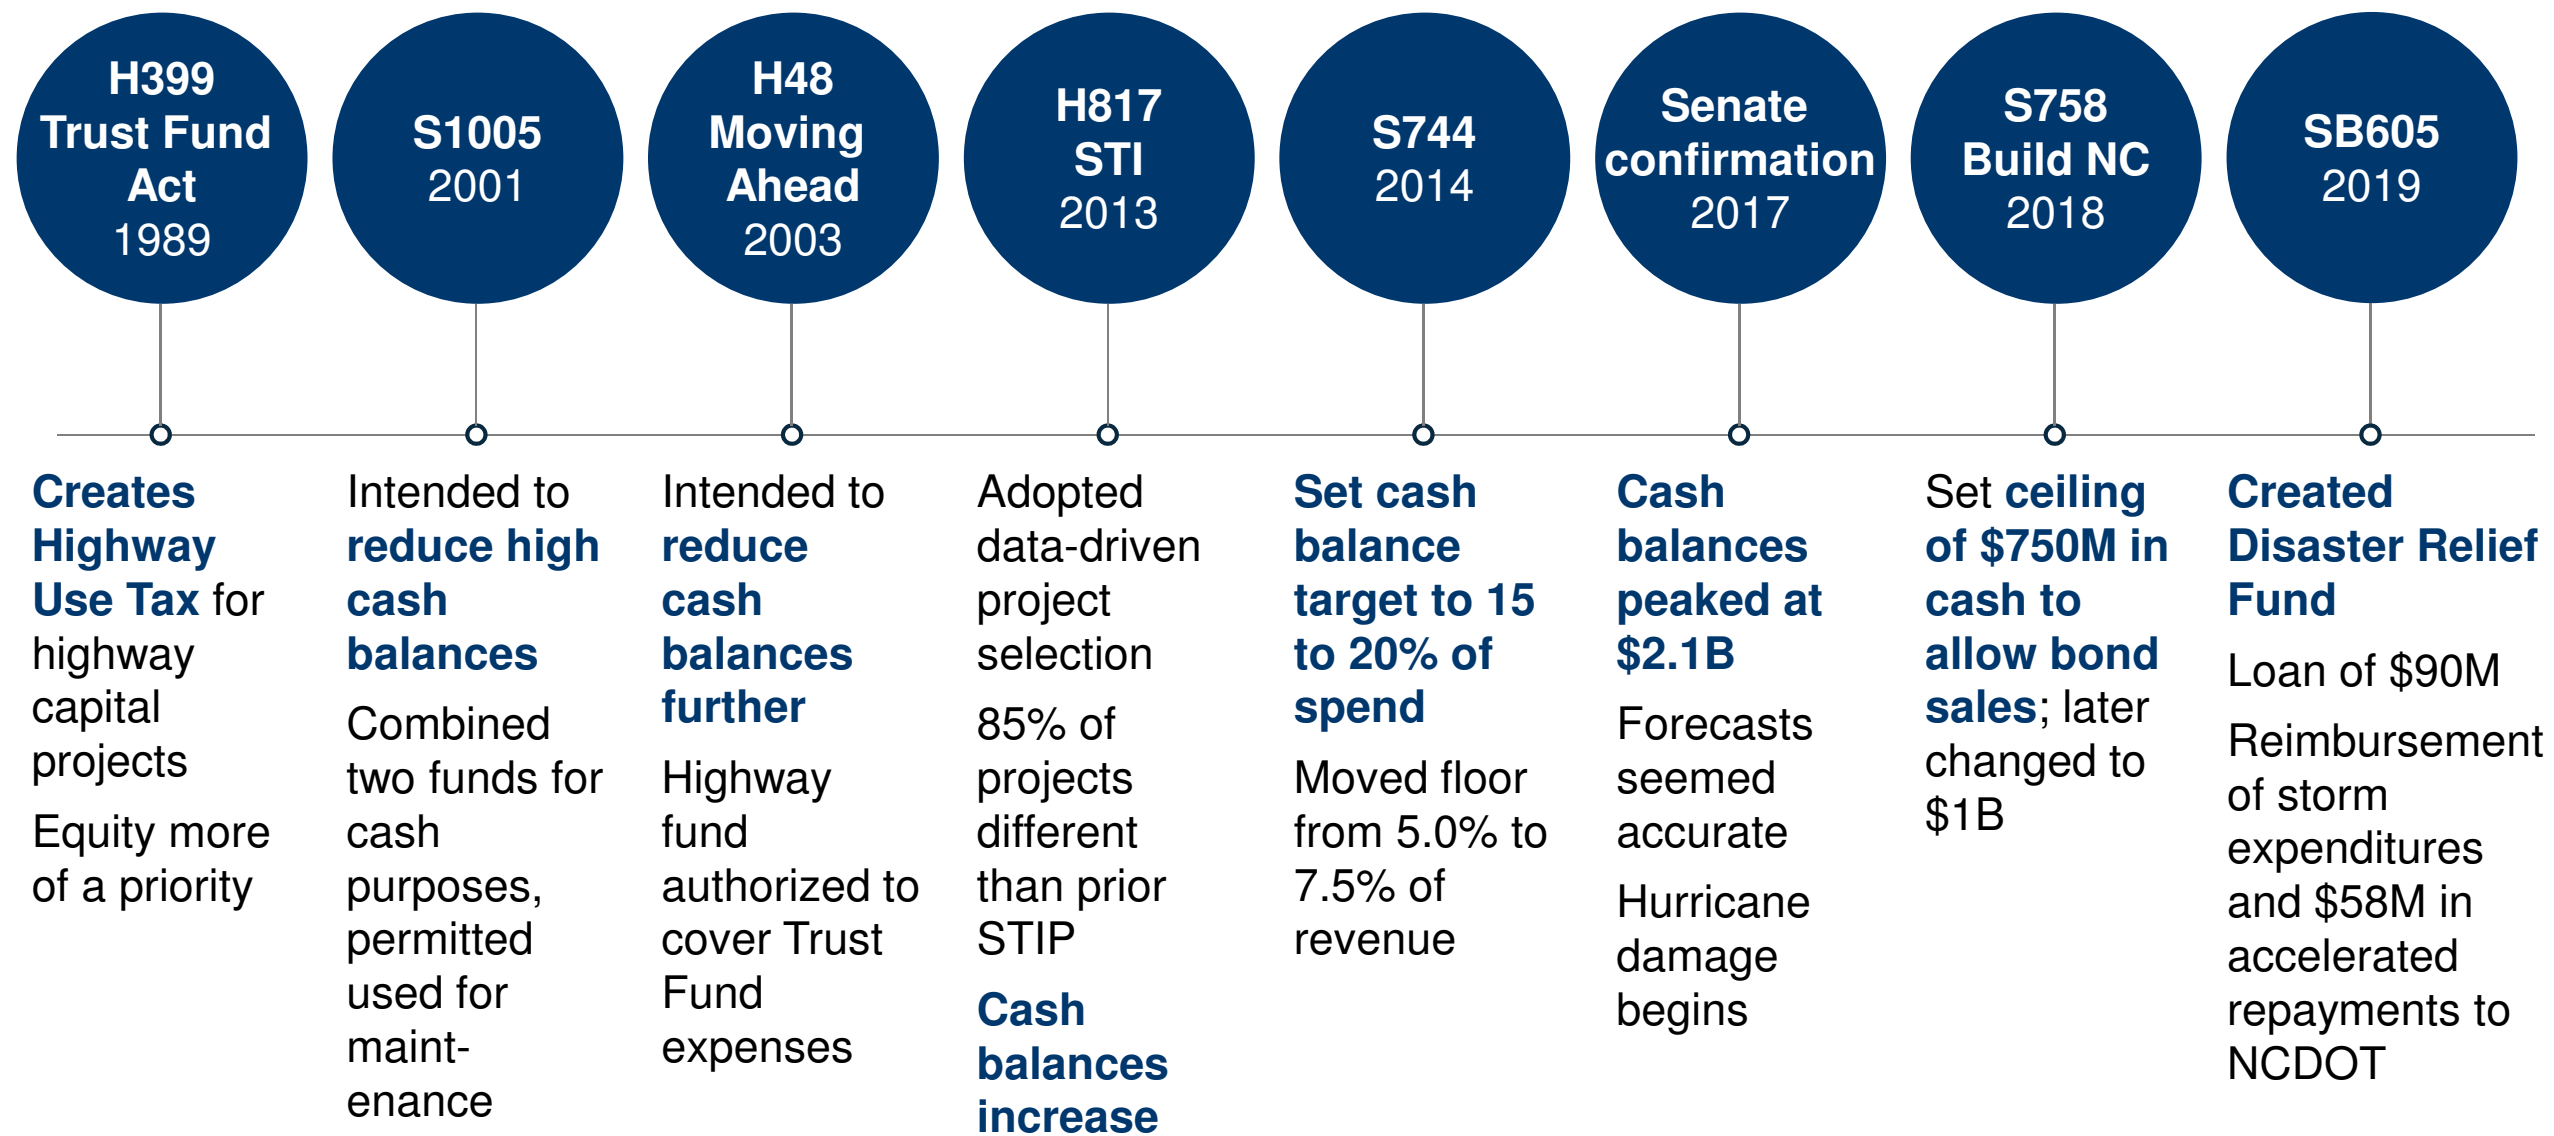 H399
Trust Fund
Act
1989
S1005
2001
H48
Moving
Ahead
2003
H817
STI
2013
S744
2014
Senate
confirmation
2017
S758
Build NC
2018
SB605
2019
Creates
Highway
Use Tax for
highway
capital
projects
Equity more
of a priority
Intended to
reduce high
cash
balances
Combined
two funds for
cash
purposes,
permitted
used for
maint-
enance
Intended to
reduce
cash
balances
further
Highway
fund
authorized to
cover Trust
Fund
expenses
Adopted
data-driven
project
selection
85% of
projects
different
than prior
STIP
Cash
balances
increase
Set cash
balance
target to 15
to 20% of
spend
Moved floor
from 5.0% to
7.5% of
revenue
Cash
balances
peaked at
$2.1B
Forecasts
seemed
accurate
Hurricane
damage
begins
Set ceiling
of $750M in
cash to
allow bond
sales; later
changed to
$1B
Created
Disaster Relief
Fund
Loan of $90M
Reimbursement
of storm
expenditures
and $58M in
accelerated
repayments to
NCDOT